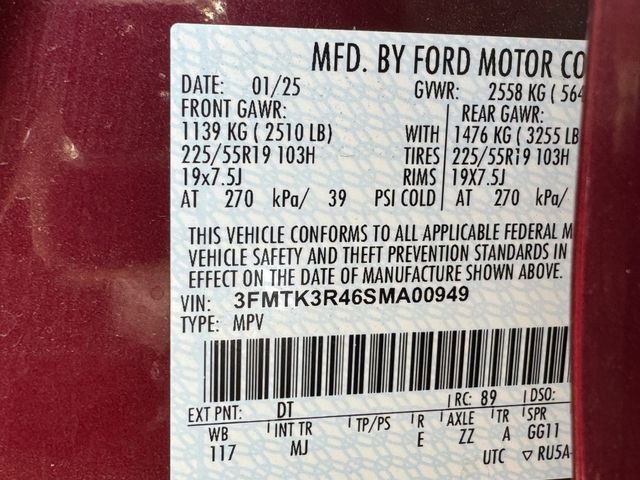 MFD. BY FORD MOTOR CO
DATE: 01/25 GVWR: 2558 KG ( 564
FRONT GAWR: REAR GAWR:
1139 KG ( 2510 LB) WITH 1476 KG ( 3255 LB
225/55R19 103H TIRES 225/55R19 103H
19x7.5J RIMS 19X7.5J
AT 270 kPa/ 39 PSI COLD AT 270 kPa/
THIS VEHICLE CONFORMS TO ALL APPLICABLE FEDERAL M
VEHICLE SAFETY AND THEFT PREVENTION STANDARDS IN
EFFECT ON THE DATE OF MANUFACTURE SHOWN ABOVE.
VIN: 3FMTK3R46SMA00949
TYPE: MPV
EXT PNT: DT RC: 89 DSO:
WB INT TR TP/PS R AXLE TR SPR
117 MJ E ZZ A GG11
UTC ▽ RU5A-